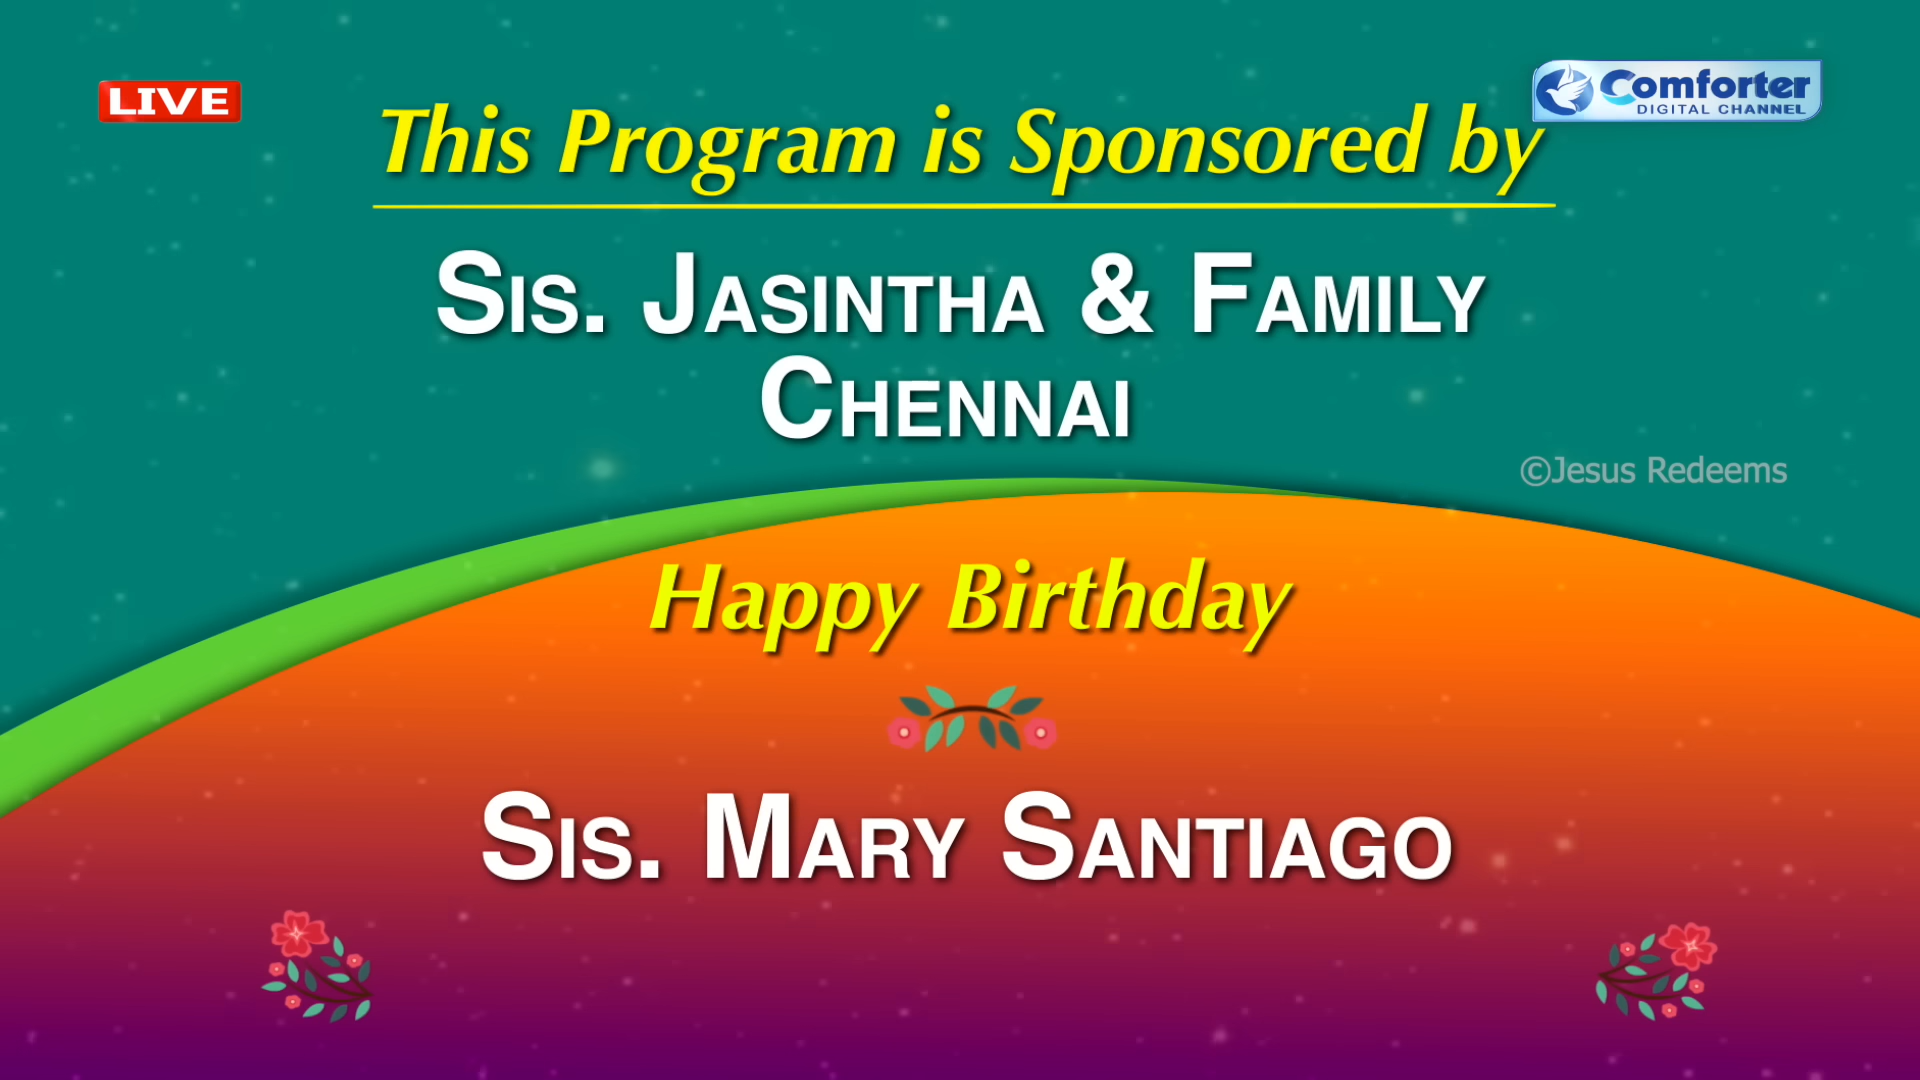 LIVE
Comforter
DIGITAL CHANNEL
This Program is Sponsored by
Sis. Jasintha & Family
Chennai
©Jesus Redeems
Happy Birthday
Sis. Mary Santiago